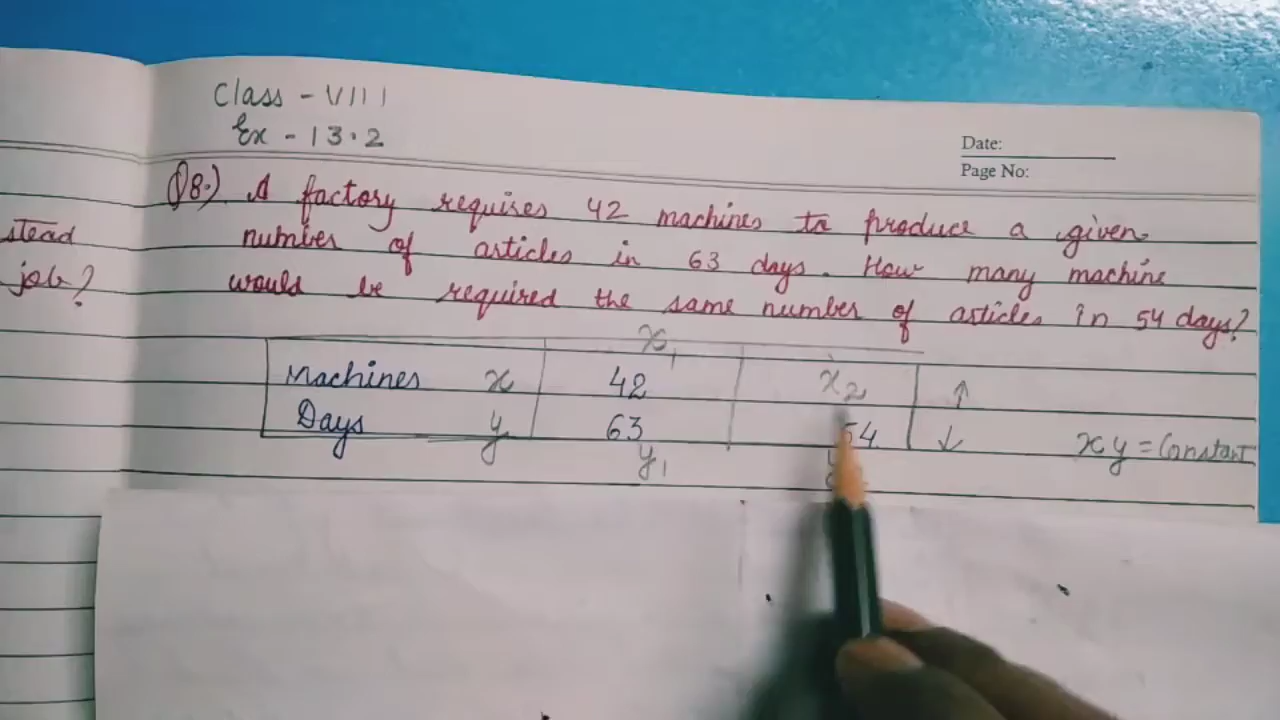 Class - VIII
Ex - 13.2
Date:
Page No:
Q8.) A factory requires 42 machines to produce a given
number of articles in 63 days. How many machine
would be required the same number of articles in 54 days?
stead
job?
x1
Machines x 42 x2 ↑
Days y 63 54 ↓ xy = Constant
y1